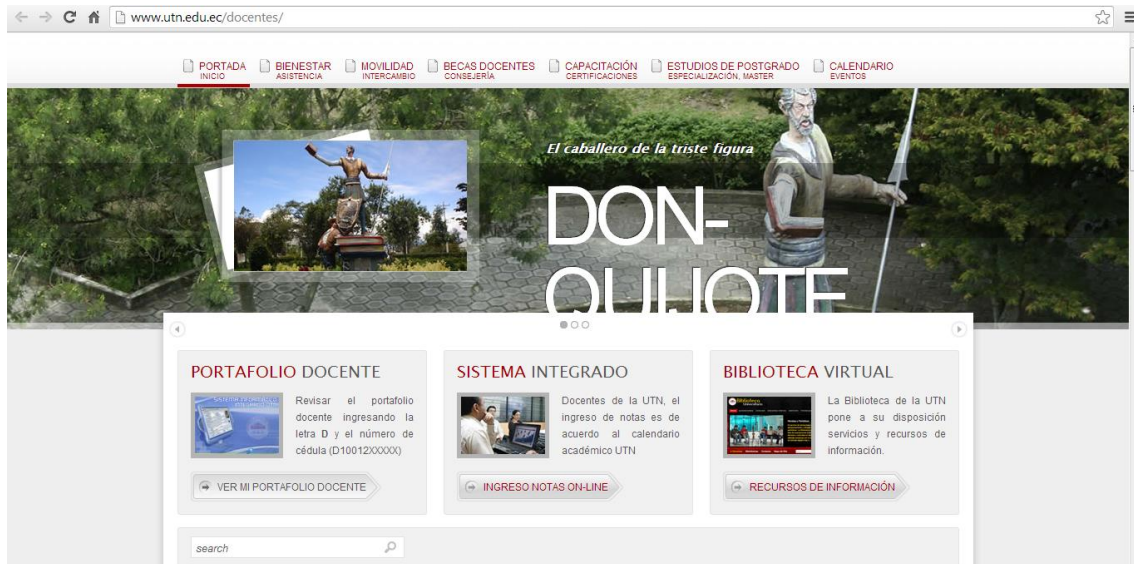 www.utn.edu.ec/docentes/
PORTADA BIENESTAR MOVILIDAD BECAS DOCENTES CAPACITACIÓN ESTUDIOS DE POSTGRADO CALENDARIO
INICIO ASISTENCIA INTERCAMBIO CONSEJERÍA CERTIFICACIONES ESPECIALIZACIÓN, MASTER EVENTOS
El caballero de la triste figura
DON-
QUIJOTE
PORTAFOLIO DOCENTE
Revisar el portafolio
docente ingresando la
letra D y el número de
cédula (D10012XXXXX)
VER MI PORTAFOLIO DOCENTE
SISTEMA INTEGRADO
Docentes de la UTN, el
ingreso de notas es de
acuerdo al calendario
académico UTN
INGRESO NOTAS ON-LINE
BIBLIOTECA VIRTUAL
La Biblioteca de la UTN
pone a su disposición
servicios y recursos de
información.
RECURSOS DE INFORMACIÓN
search